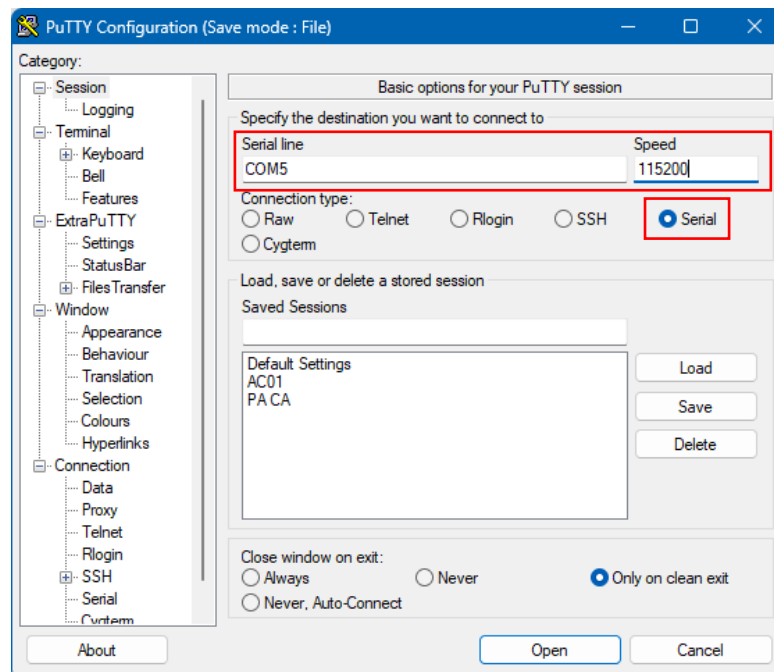 PuTTY Configuration (Save mode : File)
Category:
Session
Logging
Terminal
Keyboard
Bell
Features
ExtraPuTTY
Settings
StatusBar
FilesTransfer
Window
Appearance
Behaviour
Translation
Selection
Colours
Hyperlinks
Connection
Data
Proxy
Telnet
Rlogin
SSH
Serial
Cygterm
Basic options for your PuTTY session
Specify the destination you want to connect to
Serial line Speed
COM5 115200
Connection type:
Raw Telnet Rlogin SSH Serial
Cygterm
Load, save or delete a stored session
Saved Sessions
Default Settings
AC01
PA CA
Load
Save
Delete
Close window on exit:
Always Never Only on clean exit
Never, Auto-Connect
About Open Cancel